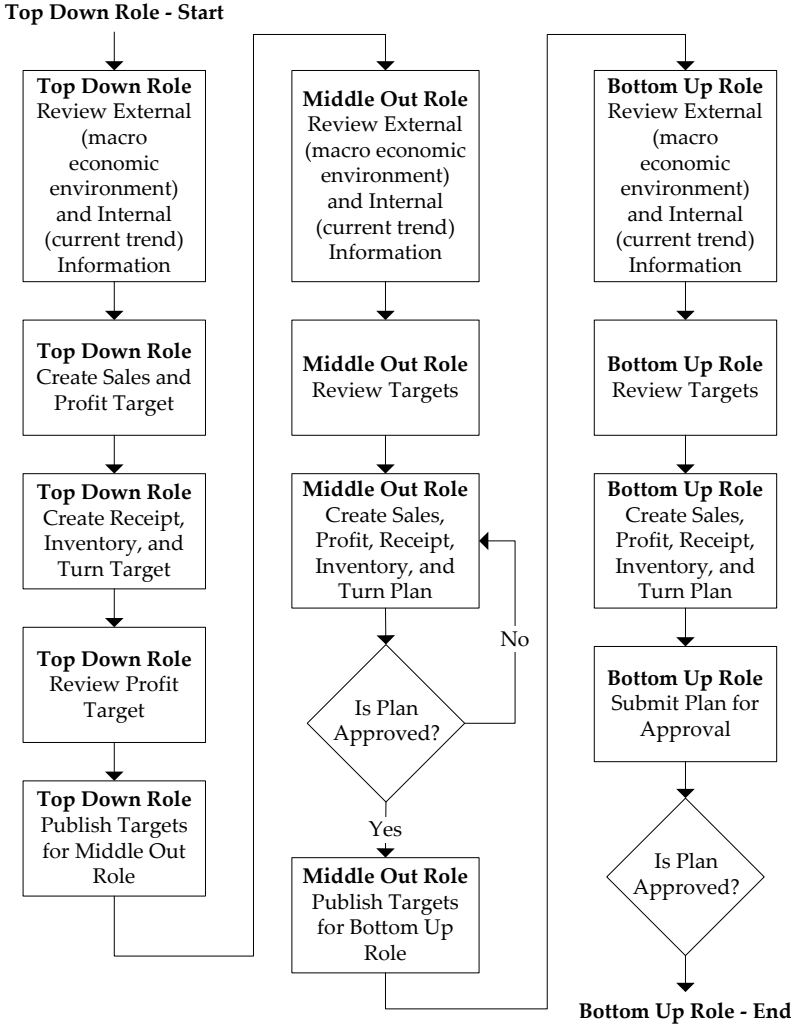 Top Down Role - Start
Top Down Role
Review External
(macro
economic
environment)
and Internal
(current trend)
Information
Top Down Role
Create Sales and
Profit Target
Top Down Role
Create Receipt,
Inventory, and
Turn Target
Top Down Role
Review Profit
Target
Top Down Role
Publish Targets
for Middle Out
Role
Middle Out Role
Review External
(macro economic
environment)
and Internal
(current trend)
Information
Middle Out Role
Review Targets
Middle Out Role
Create Sales,
Profit, Receipt,
Inventory, and
Turn Plan
No
Is Plan
Approved?
Yes
Middle Out Role
Publish Targets
for Bottom Up
Role
Bottom Up Role
Review External
(macro
economic
environment)
and Internal
(current trend)
Information
Bottom Up Role
Review Targets
Bottom Up Role
Create Sales,
Profit, Receipt,
Inventory, and
Turn Plan
Bottom Up Role
Submit Plan for
Approval
Is Plan
Approved?
Bottom Up Role - End